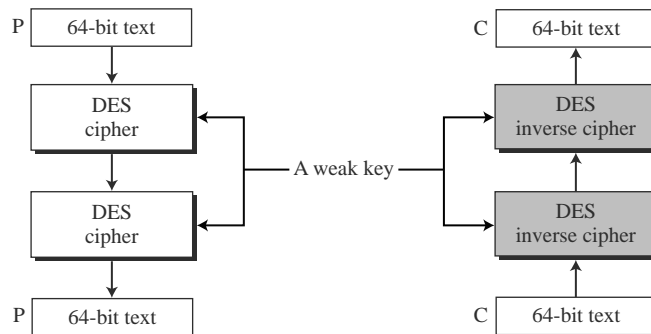 P 64-bit text
DES
cipher
DES
cipher
P 64-bit text
A weak key
C 64-bit text
DES
inverse cipher
DES
inverse cipher
C 64-bit text